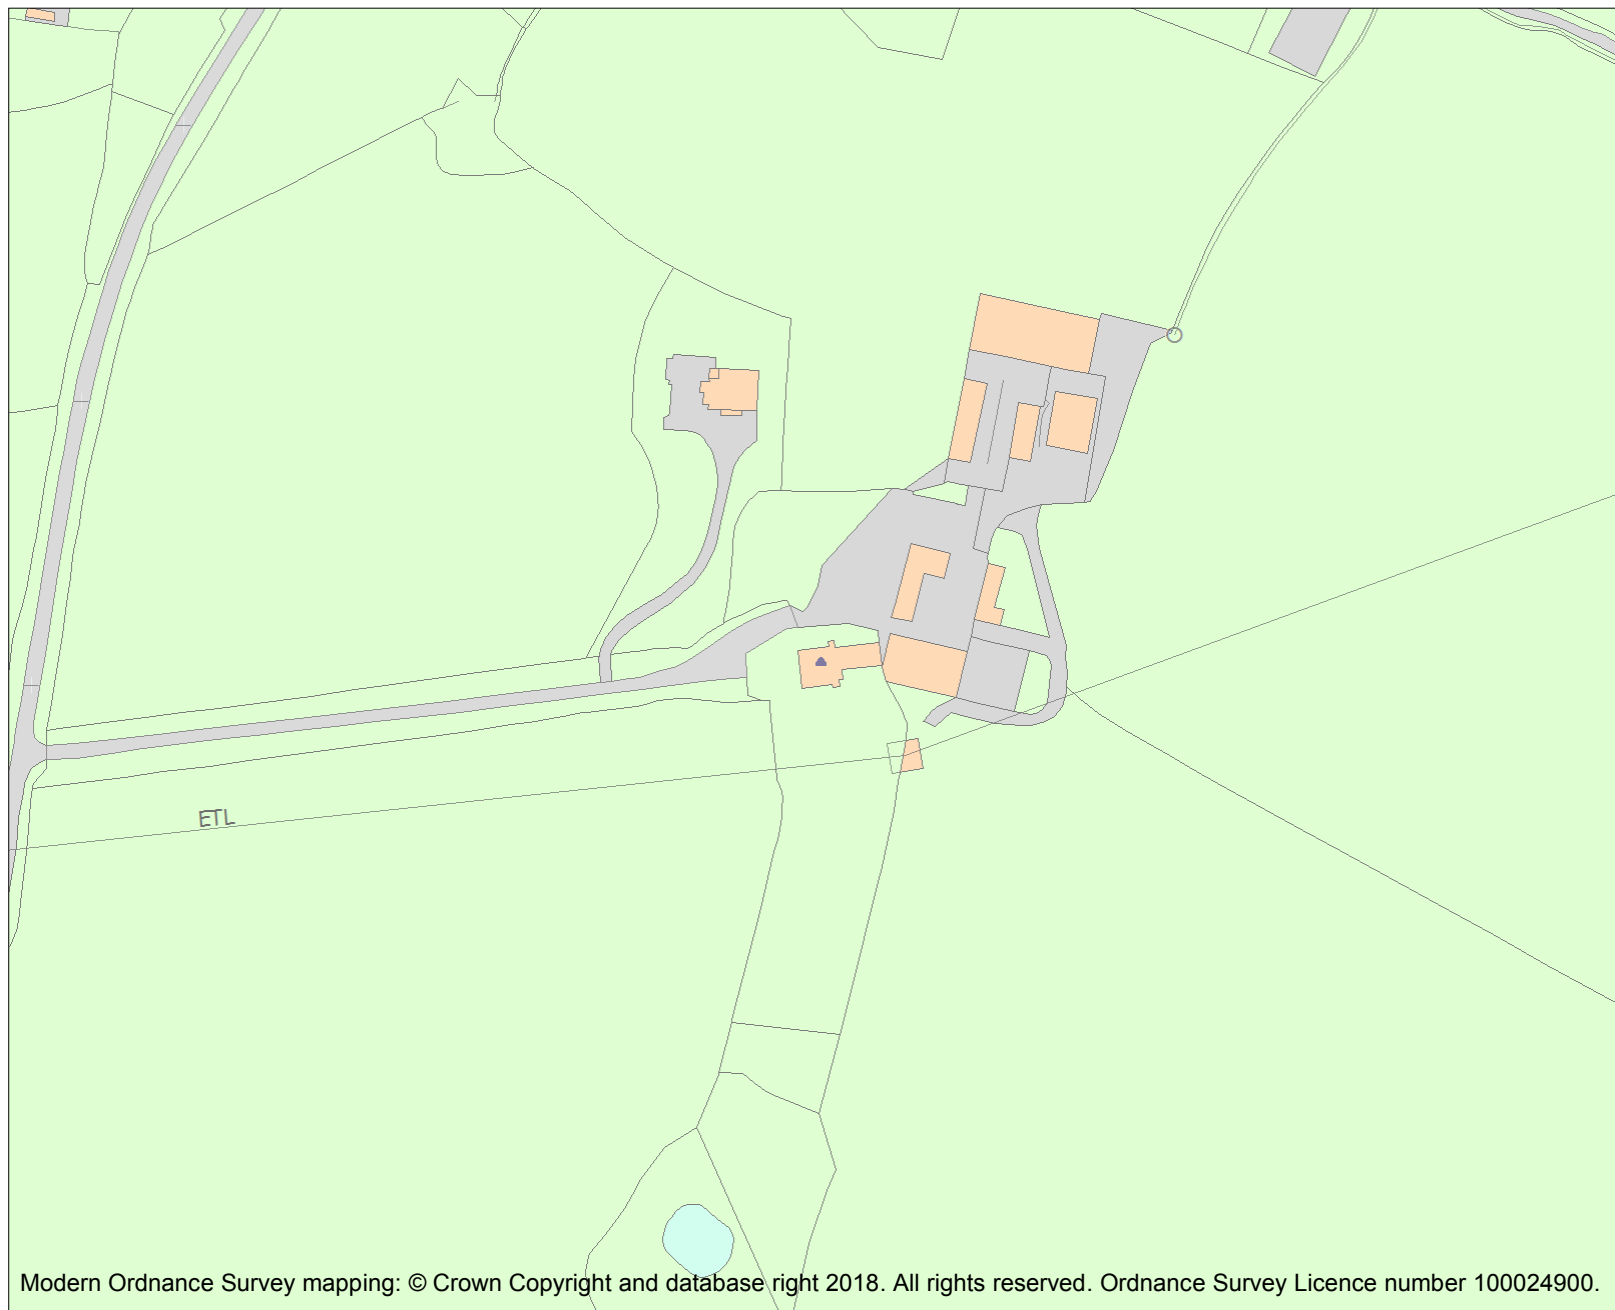 ETL
Modern Ordnance Survey mapping: © Crown Copyright and database right 2018. All rights reserved. Ordnance Survey Licence number 100024900.